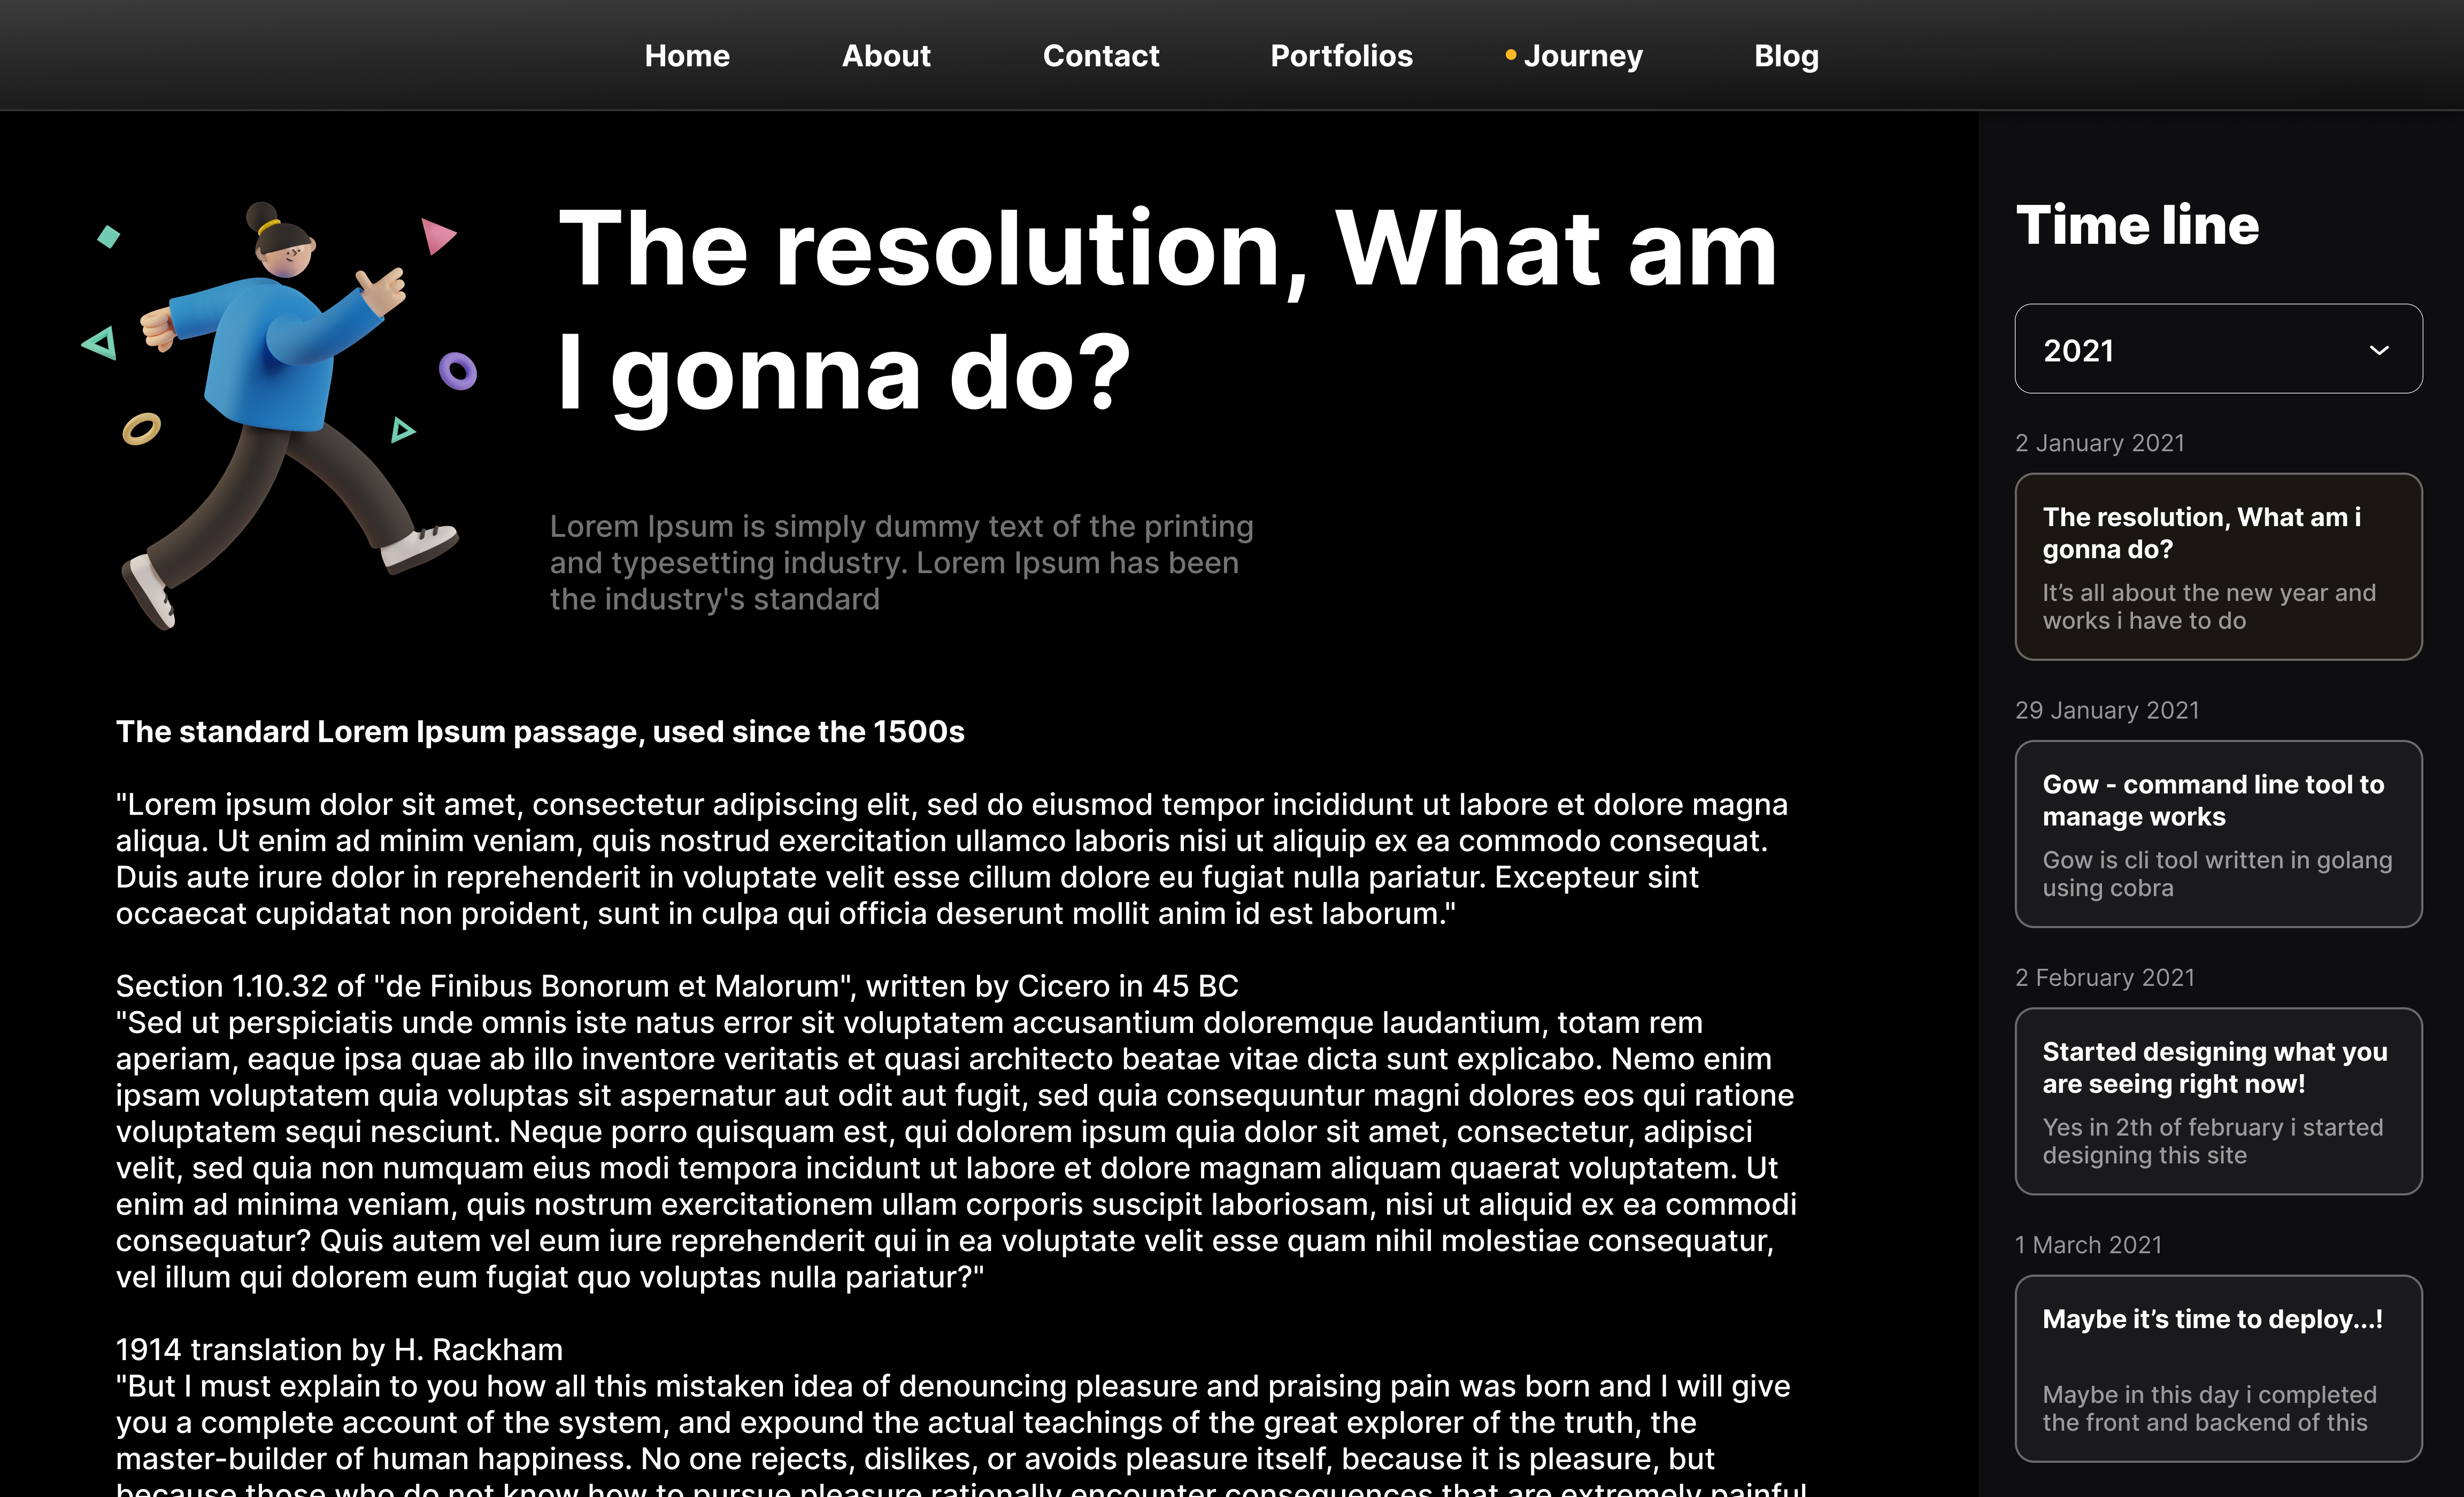 Home About Contact Portfolios Journey Blog
The resolution, What am
I gonna do?
Lorem Ipsum is simply dummy text of the printing
and typesetting industry. Lorem Ipsum has been
the industry's standard
The standard Lorem Ipsum passage, used since the 1500s
"Lorem ipsum dolor sit amet, consectetur adipiscing elit, sed do eiusmod tempor incididunt ut labore et dolore magna
aliqua. Ut enim ad minim veniam, quis nostrud exercitation ullamco laboris nisi ut aliquip ex ea commodo consequat.
Duis aute irure dolor in reprehenderit in voluptate velit esse cillum dolore eu fugiat nulla pariatur. Excepteur sint
occaecat cupidatat non proident, sunt in culpa qui officia deserunt mollit anim id est laborum."
Section 1.10.32 of "de Finibus Bonorum et Malorum", written by Cicero in 45 BC
"Sed ut perspiciatis unde omnis iste natus error sit voluptatem accusantium doloremque laudantium, totam rem
aperiam, eaque ipsa quae ab illo inventore veritatis et quasi architecto beatae vitae dicta sunt explicabo. Nemo enim
ipsam voluptatem quia voluptas sit aspernatur aut odit aut fugit, sed quia consequuntur magni dolores eos qui ratione
voluptatem sequi nesciunt. Neque porro quisquam est, qui dolorem ipsum quia dolor sit amet, consectetur, adipisci
velit, sed quia non numquam eius modi tempora incidunt ut labore et dolore magnam aliquam quaerat voluptatem. Ut
enim ad minima veniam, quis nostrum exercitationem ullam corporis suscipit laboriosam, nisi ut aliquid ex ea commodi
consequatur? Quis autem vel eum iure reprehenderit qui in ea voluptate velit esse quam nihil molestiae consequatur,
vel illum qui dolorem eum fugiat quo voluptas nulla pariatur?"
1914 translation by H. Rackham
"But I must explain to you how all this mistaken idea of denouncing pleasure and praising pain was born and I will give
you a complete account of the system, and expound the actual teachings of the great explorer of the truth, the
master-builder of human happiness. No one rejects, dislikes, or avoids pleasure itself, because it is pleasure, but
because those who do not know how to pursue pleasure rationally encounter consequences that are extremely painful
Time line
2021
2 January 2021
The resolution, What am i
gonna do?
It’s all about the new year and
works i have to do
29 January 2021
Gow - command line tool to
manage works
Gow is cli tool written in golang
using cobra
2 February 2021
Started designing what you
are seeing right now!
Yes in 2th of february i started
designing this site
1 March 2021
Maybe it’s time to deploy...!
Maybe in this day i completed
the front and backend of this